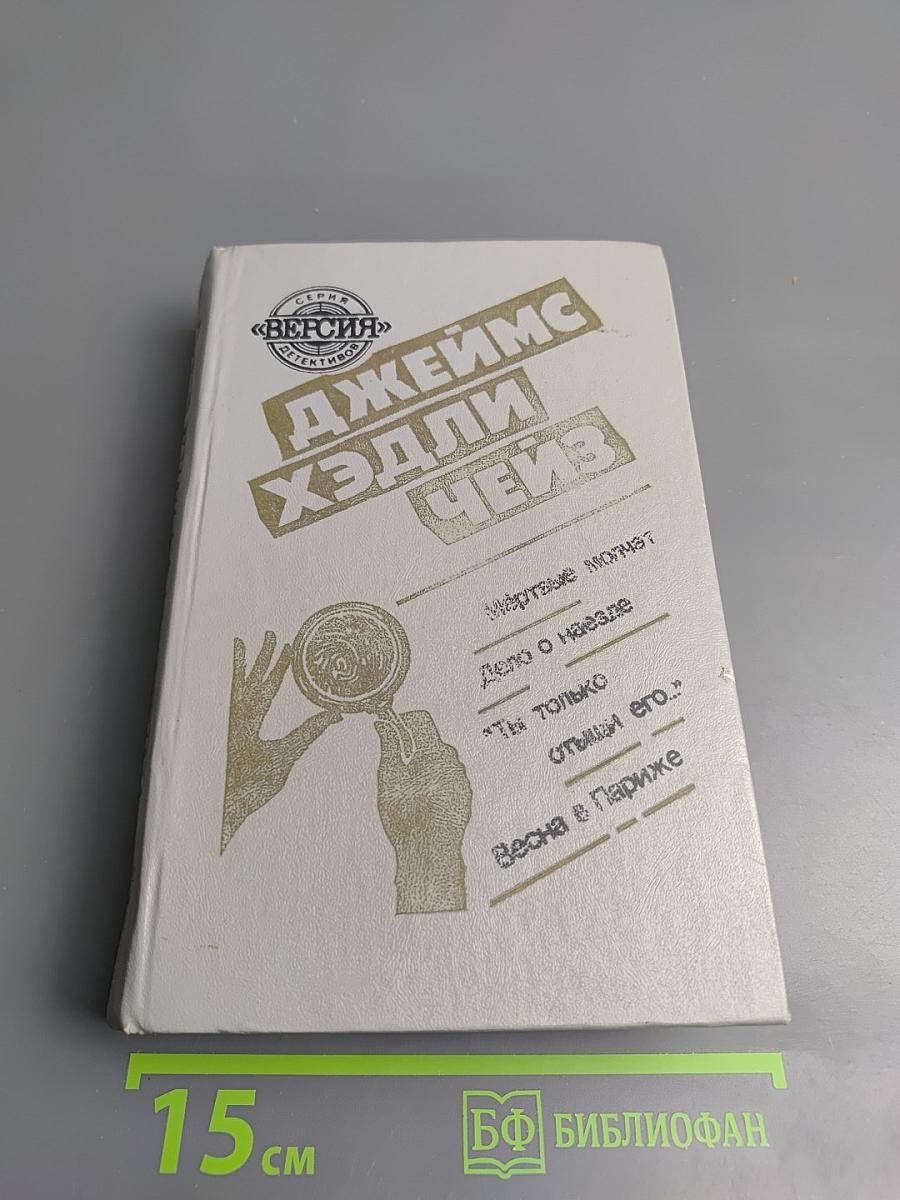 СЕРИЯ
«ВЕРСИЯ»
ДЕТЕКТИВОВ
ДЖЕЙМС
ХЭДЛИ
ЧЕЙЗ
Мертвые молчат
Дело о наезде
"Ты только
отыщи его..."
Весна в Париже
15 см
БФ БИБЛИОФАН